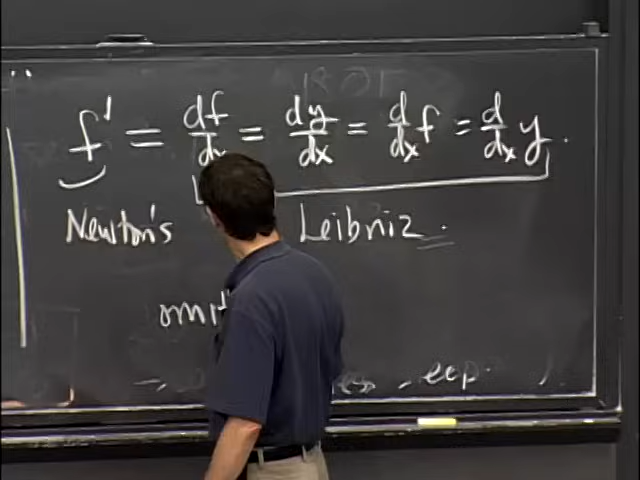 f' = df/dx = dy/dx = d/dx f = d/dx y.
Newton's Leibniz.